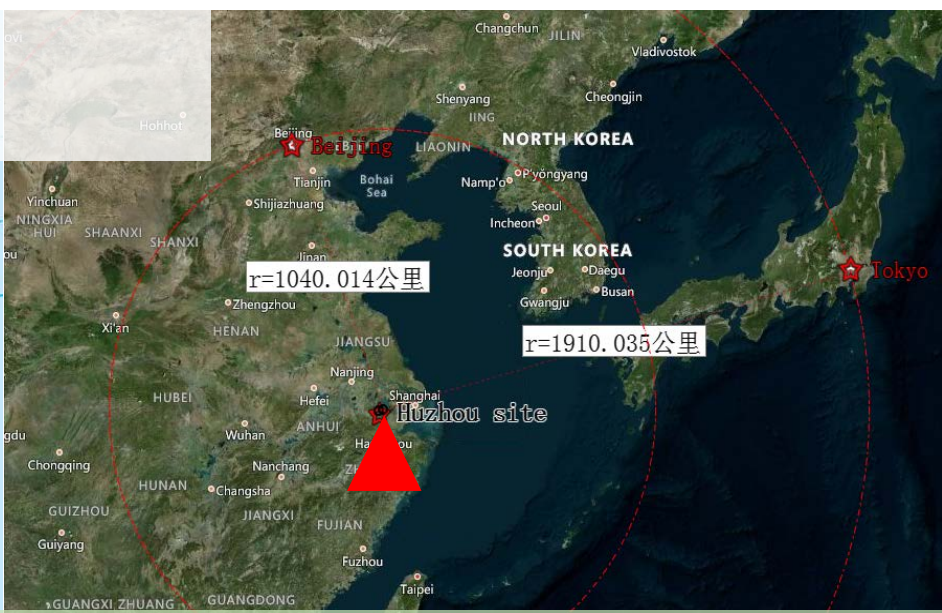 Changchun
JILIN
Vladivostok
Shenyang
Cheongjin
JING
Hohhot
Beijing
Beijing
NORTH KOREA
LIAONIN
Tianjin
Bohai
Sea
Namp'o
P'yŏngyang
Yinchuan
Shijiazhuang
NINGXIA
HUI
SHAANXI
SHANXI
Seoul
Incheon
Jinan
SOUTH KOREA
Jeonju
Daegu
Tokyo
r=1040.014公里
Gwangju
Busan
Zhengzhou
Xi'an
HENAN
JIANGSU
r=1910.035公里
Nanjing
Hefei
Shanghai
HUBEI
Huzhou site
ANHUI
Wuhan
Chongqing
Nanchang
HUNAN
Changsha
GUIZHOU
JIANGXI
FUJIAN
Guiyang
Fuzhou
Taipei
GUANGXI ZHUANG
GUANGDONG